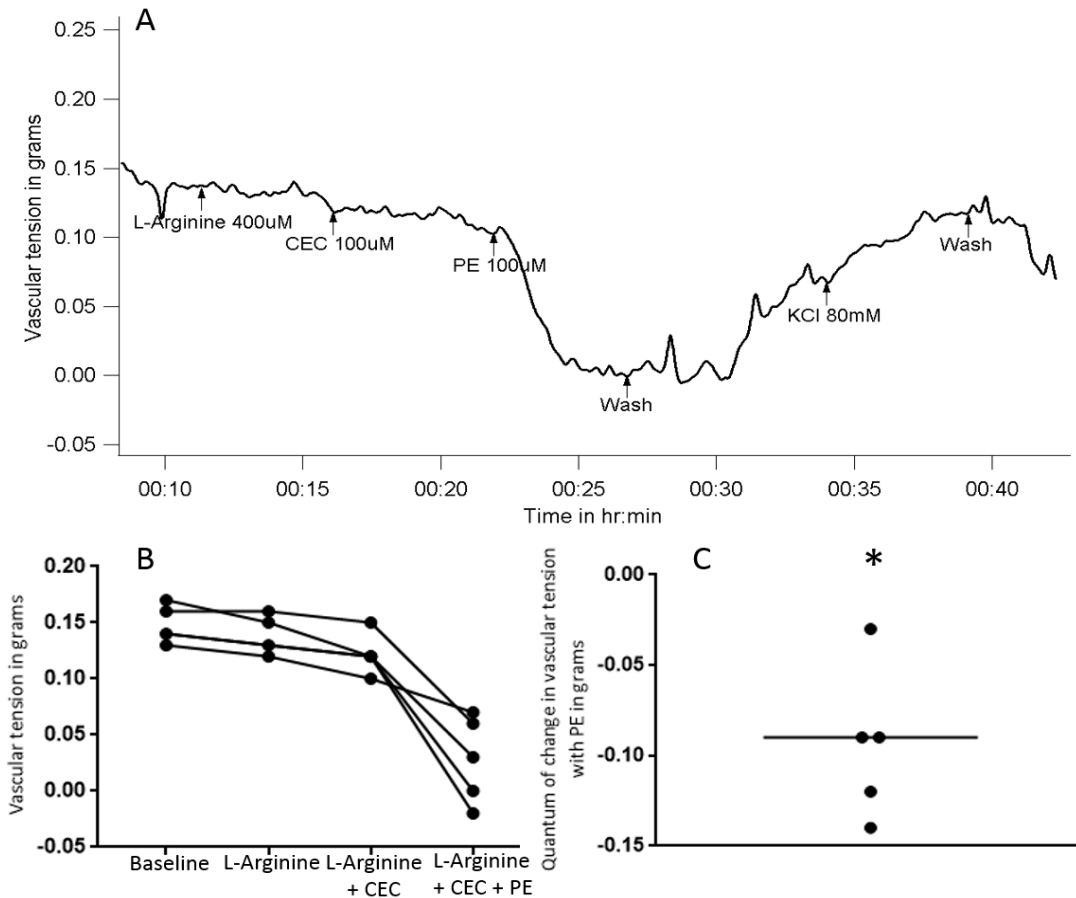 A
0.25
0.20
0.15
0.10
0.05
0.00
-0.05
Vascular tension in grams
L-Arginine 400uM
CEC 100uM
PE 100uM
Wash
KCl 80mM
Wash
00:10 00:15 00:20 00:25 00:30 00:35 00:40
Time in hr:min
B
0.20
0.15
0.10
0.05
0.00
-0.05
Vascular tension in grams
Baseline L-Arginine L-Arginine L-Arginine
+ CEC + CEC + PE
C
*
0.00
-0.05
-0.10
-0.15
Quantum of change in vascular tension
with PE in grams